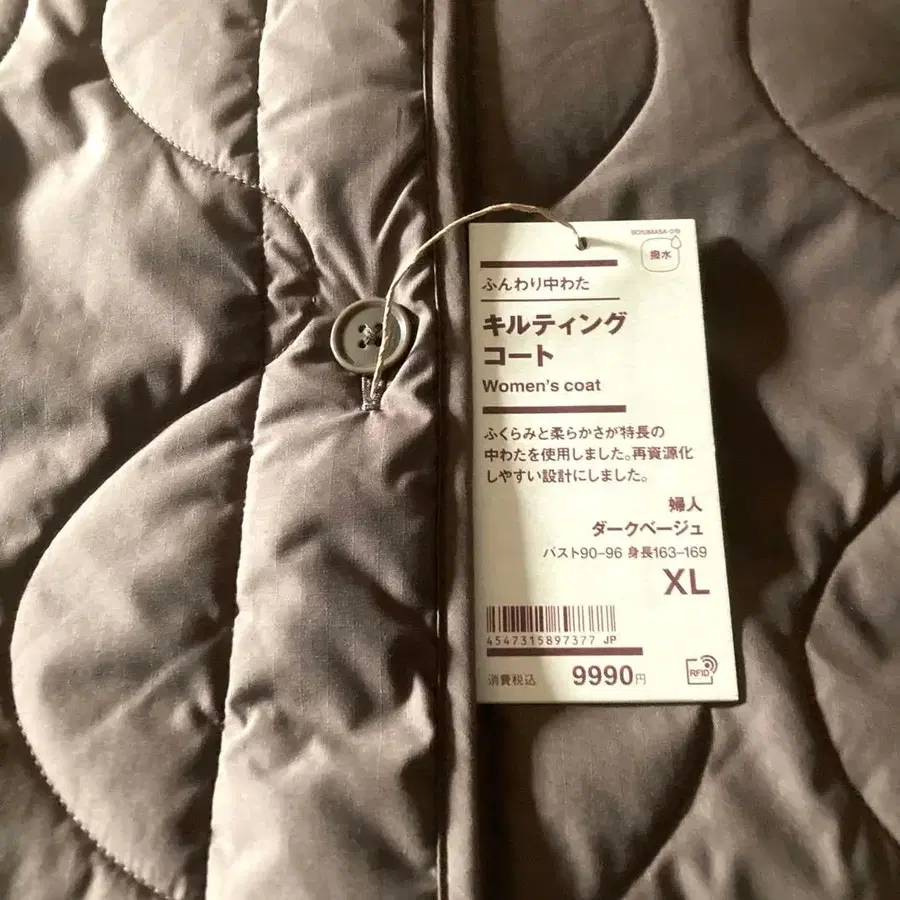 撥水
ふんわり中わた
キルティング
コート
Women's coat
ふくらみと柔らかさが特長の
中わたを使用しました。再資源化
しやすい設計にしました。
婦人
ダークベージュ
バスト90-96 身長163-169
XL
4547315897377 JP
消費税込 9990円
RFID